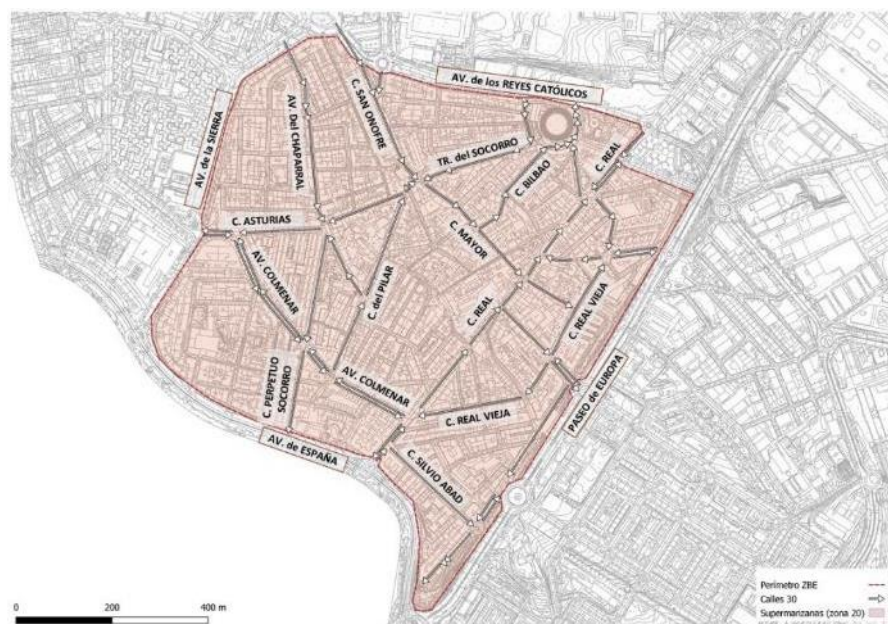 AV. de los REYES CATÓLICOS
C. SAN ONOFRE
AV. Del CHAPARRAL
AV. de la SIERRA
TR. del SOCORRO
C. REAL
C. BILBAO
C. ASTURIAS
C. MAYOR
AV. COLMENAR
C. del PILAR
C. REAL
C. REAL VIEJA
C. PERPETUO
SOCORRO
AV. COLMENAR
C. REAL VIEJA
PASEO de EUROPA
AV. de ESPAÑA
C. SILVIO ABAD
Perímetro ZBE
Calles 30
Supermanzanas (zona 20)
0 200 400 m